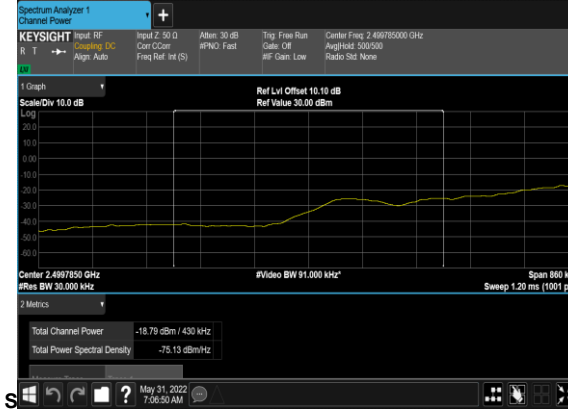 Spectrum Analyzer 1
Channel Power
+
KEYSIGHT Input: RF Input Z: 50 Ω Atten: 30 dB Trig: Free Run Center Freq: 2.499785000 GHz
R T Coupling: DC Corr CCorr #PNO: Fast Gate: Off Avg|Hold: 500/500
Align: Auto Freq Ref: Int (S) #IF Gain: Low Radio Std: None
1 Graph
Ref Lvl Offset 10.10 dB
Scale/Div 10.0 dB Ref Value 30.00 dBm
Log
20.0
10.0
0.00
-10.0
-20.0
-30.0
-40.0
-50.0
-60.0
Center 2.4997850 GHz #Video BW 91.000 kHz* Span 860 k
#Res BW 30.000 kHz Sweep 1.20 ms (1001 p
2 Metrics
Total Channel Power -18.79 dBm / 430 kHz
Total Power Spectral Density -75.13 dBm/Hz
S
? May 31, 2022
7:06:50 AM